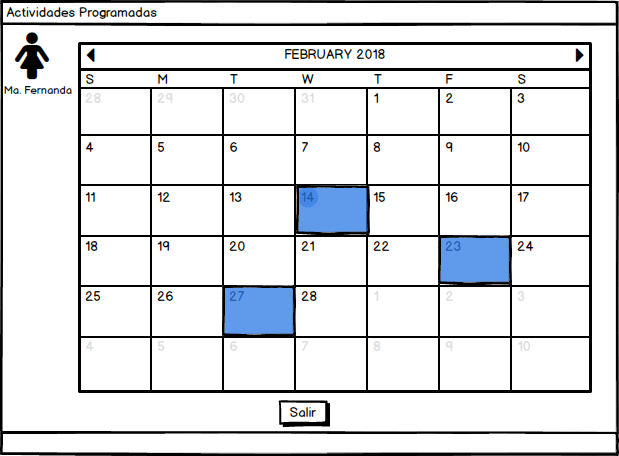 Actividades Programadas
Ma. Fernanda
FEBRUARY 2018
S M T W T F S
28 29 30 31 1 2 3
4 5 6 7 8 9 10
11 12 13 14 15 16 17
18 19 20 21 22 23 24
25 26 27 28 1 2 3
4 5 6 7 8 9 10
Salir